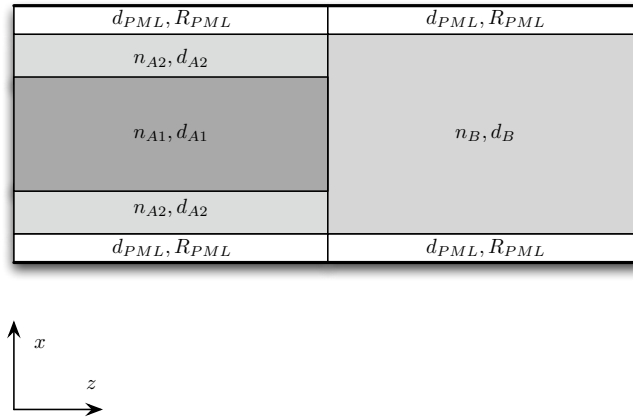 d_{PML}, R_{PML} d_{PML}, R_{PML}
n_{A2}, d_{A2}
n_{A1}, d_{A1} n_B, d_B
n_{A2}, d_{A2}
d_{PML}, R_{PML} d_{PML}, R_{PML}
x
z